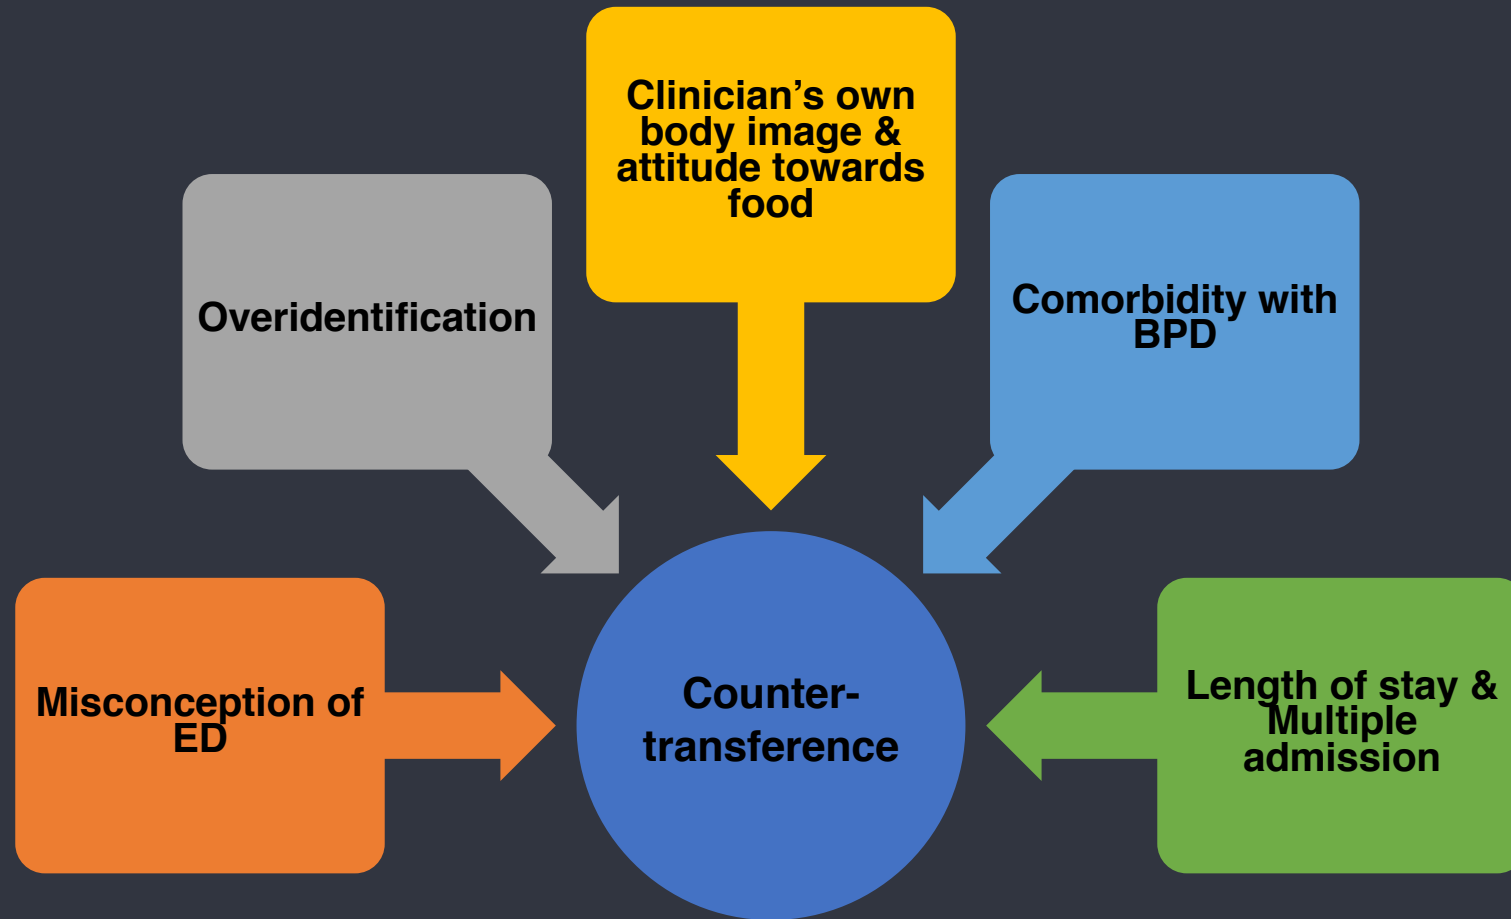 Clinician’s own
body image &
attitude towards
food
Overidentification
Comorbidity with
BPD
Misconception of
ED
Counter-
transference
Length of stay &
Multiple
admission